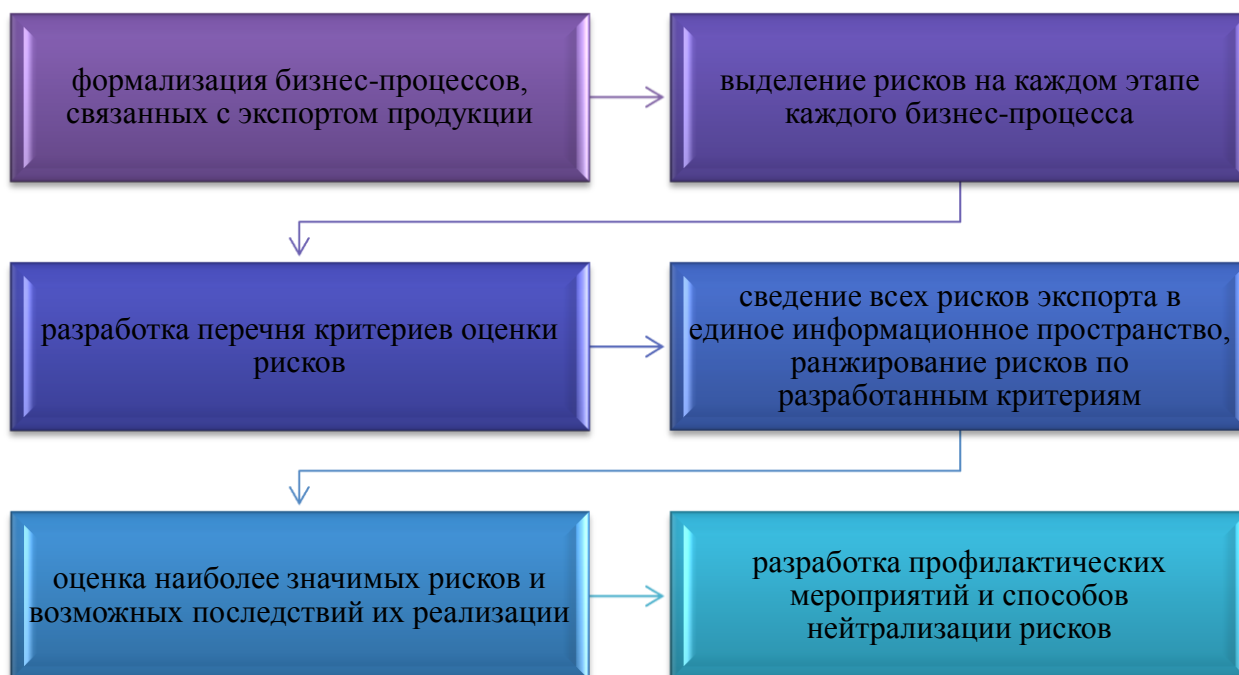 формализация бизнес-процессов,
связанных с экспортом продукции
выделение рисков на каждом этапе
каждого бизнес-процесса
разработка перечня критериев оценки
рисков
сведение всех рисков экспорта в
единое информационное пространство,
ранжирование рисков по
разработанным критериям
оценка наиболее значимых рисков и
возможных последствий их реализации
разработка профилактических
мероприятий и способов
нейтрализации рисков